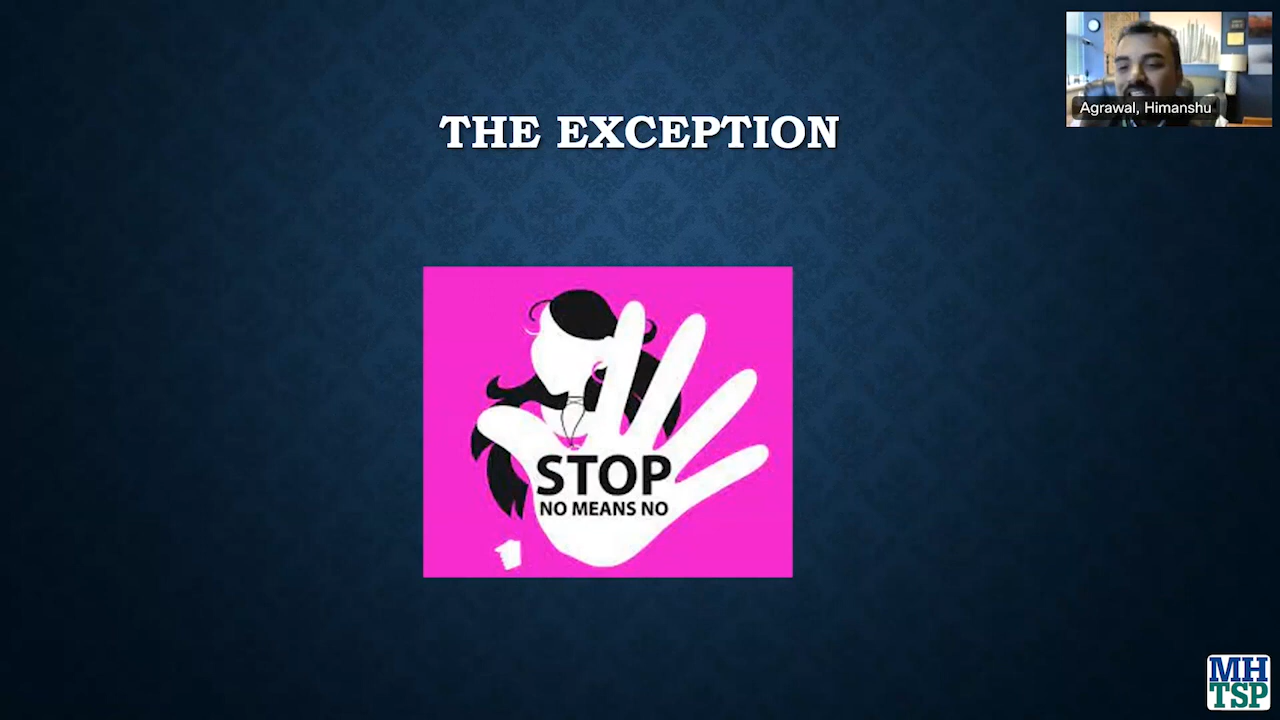 THE EXCEPTION
Agrawal, Himanshu
STOP
NO MEANS NO
MH
TSP